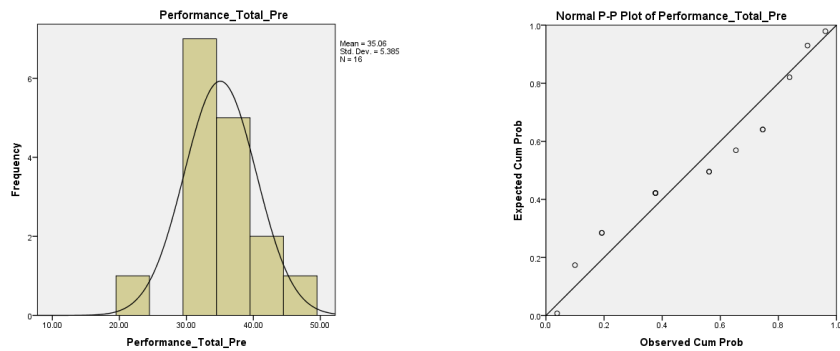 Performance_Total_Pre
Mean = 35.06
Std. Dev. = 5.385
N = 16
6
4
2
0
Frequency
10.00 20.00 30.00 40.00 50.00
Performance_Total_Pre
Normal P-P Plot of Performance_Total_Pre
1.0
0.8
0.6
0.4
0.2
0.0
Expected Cum Prob
0.0 0.2 0.4 0.6 0.8 1.0
Observed Cum Prob